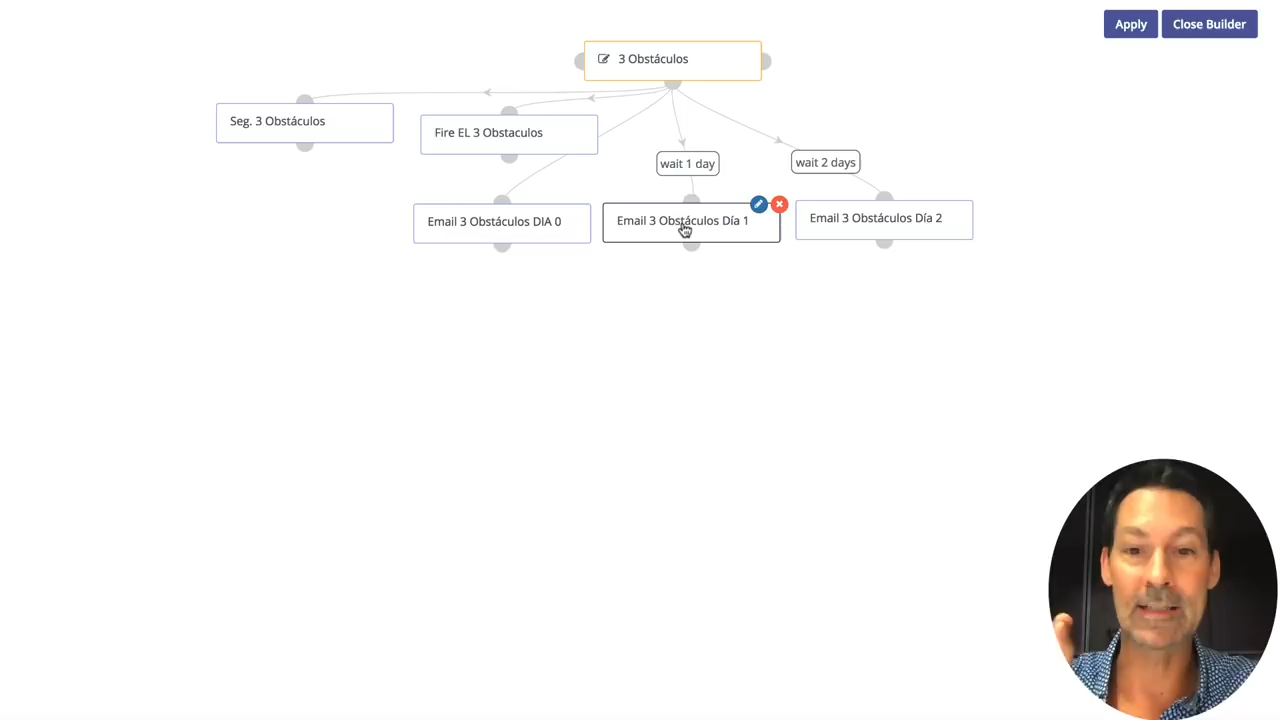 Apply
Close Builder
3 Obstáculos
Seg. 3 Obstáculos
Fire EL 3 Obstaculos
wait 1 day
wait 2 days
Email 3 Obstáculos DIA 0
Email 3 Obstáculos Día 1
Email 3 Obstáculos Día 2